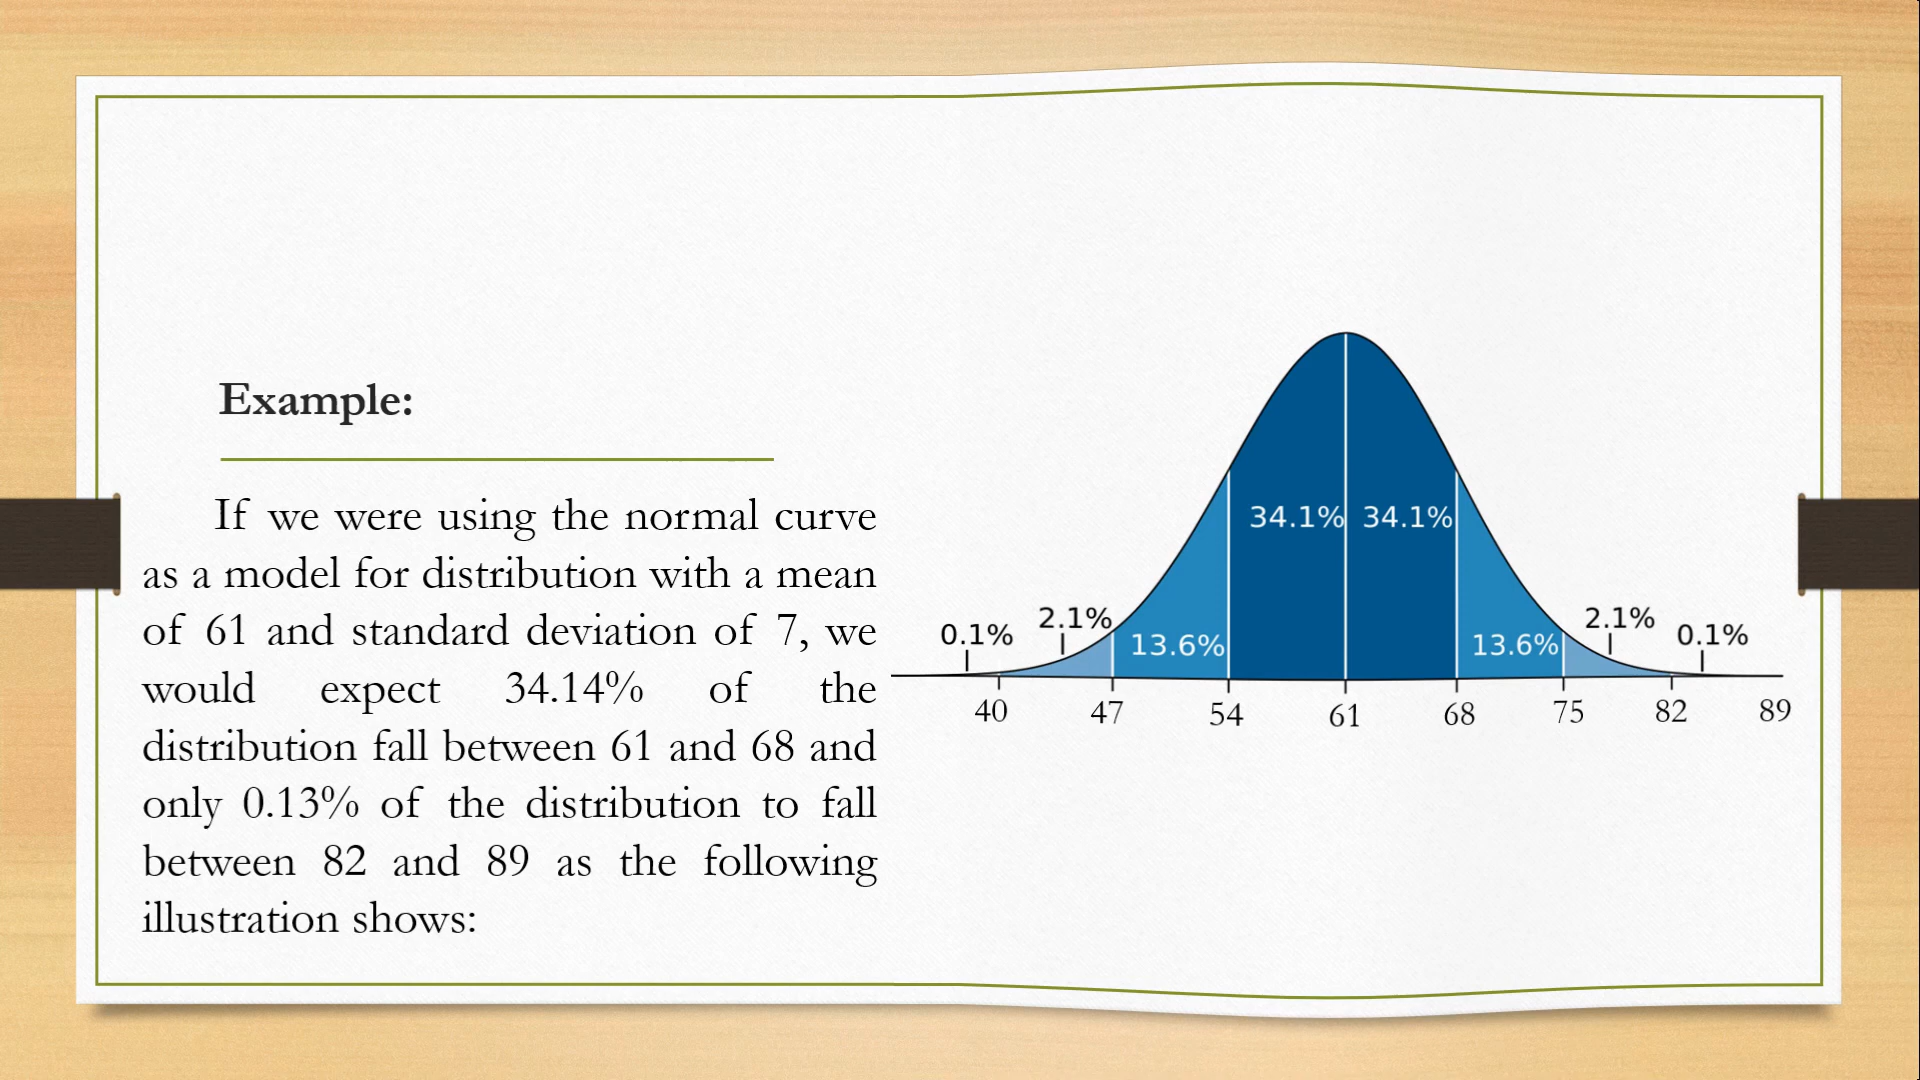 Example:
If we were using the normal curve
as a model for distribution with a mean
of 61 and standard deviation of 7, we
would expect 34.14% of the
distribution fall between 61 and 68 and
only 0.13% of the distribution to fall
between 82 and 89 as the following
illustration shows:
34.1% 34.1%
0.1% 2.1% 13.6% 13.6% 2.1% 0.1%
40 47 54 61 68 75 82 89